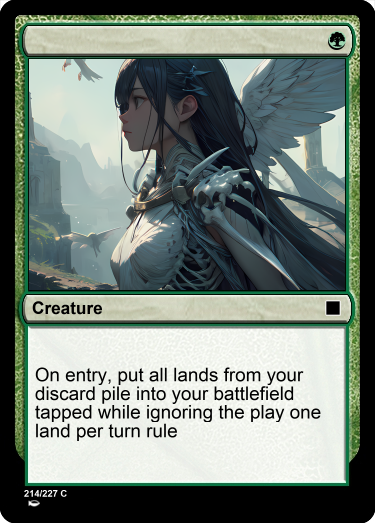 Creature
On entry, put all lands from your
discard pile into your battlefield
tapped while ignoring the play one
land per turn rule
214/227 C